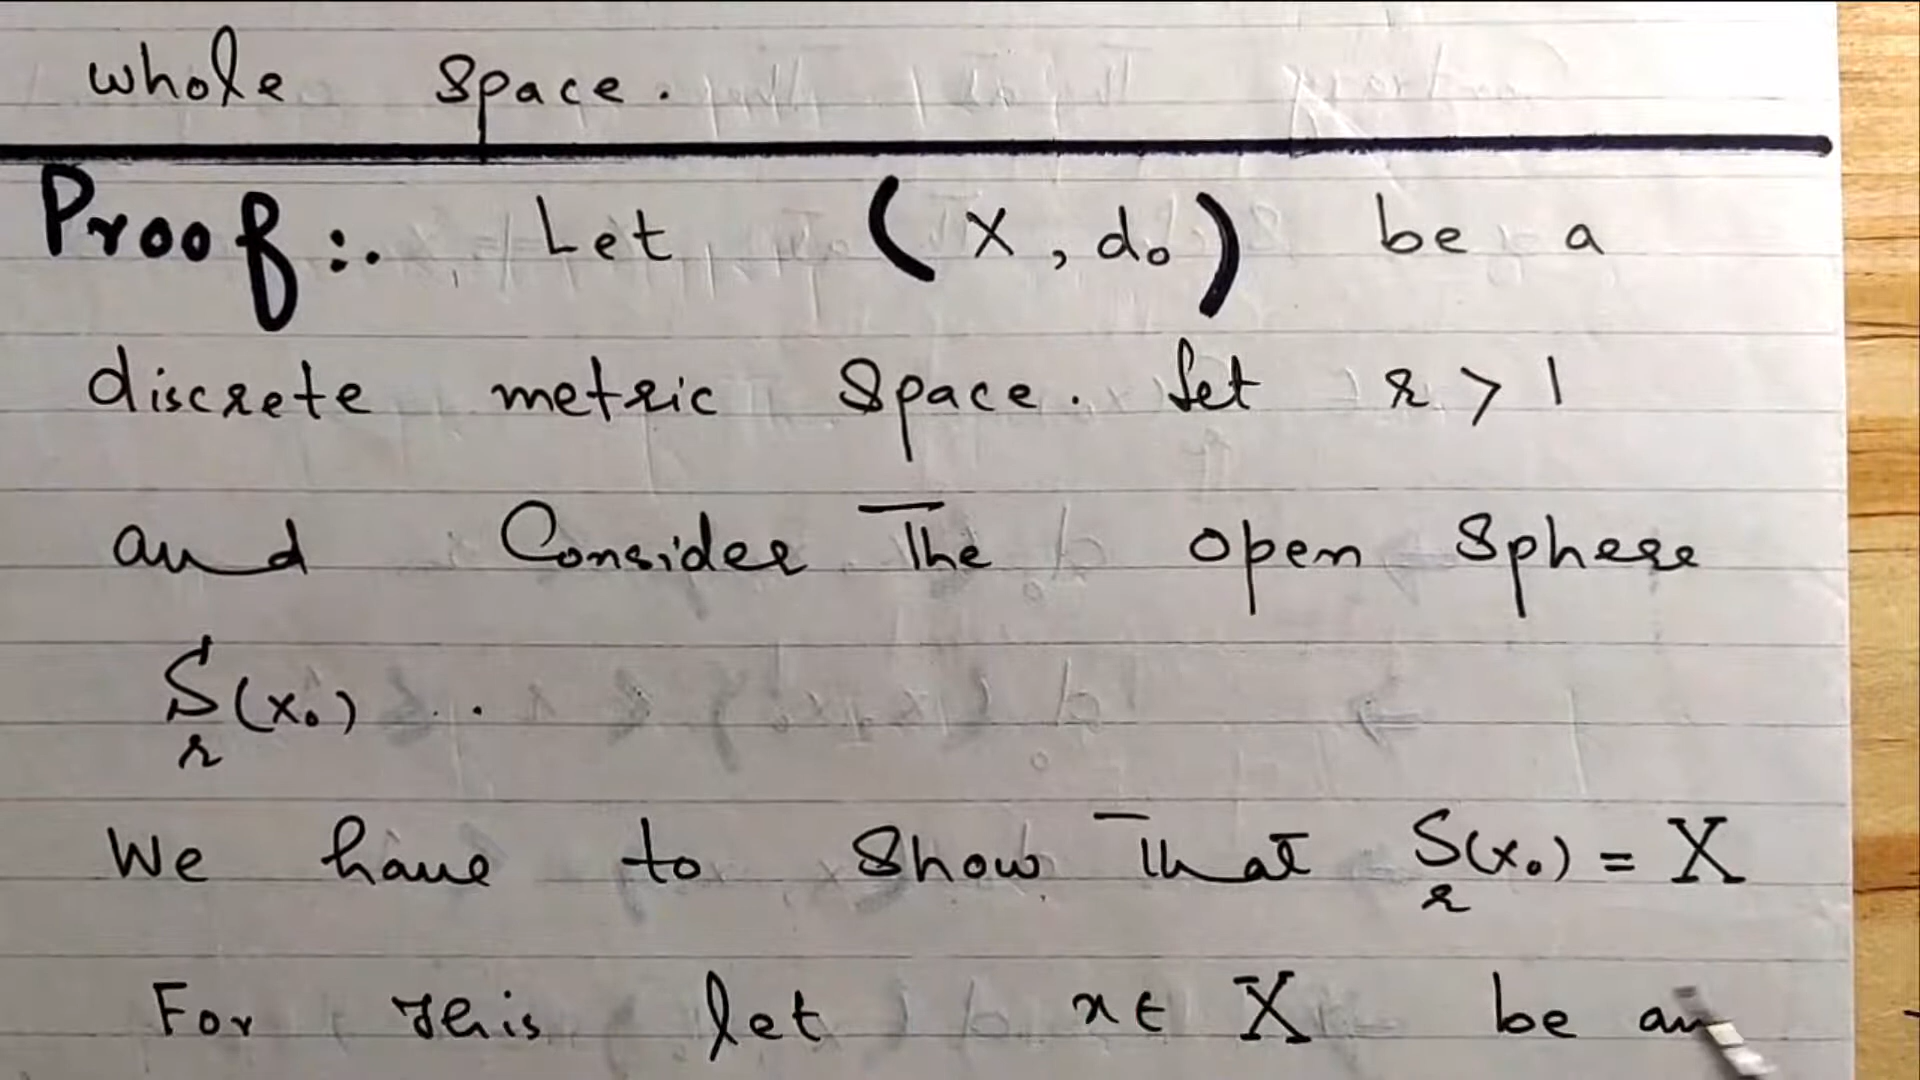 whole space.
Proof:. Let (X, d₀) be a
discrete metric space. Let r > 1
and Consider The open sphere
Sᵣ(x₀) .
We have to show That Sᵣ(x₀) = X
For this let x ∈ X be an